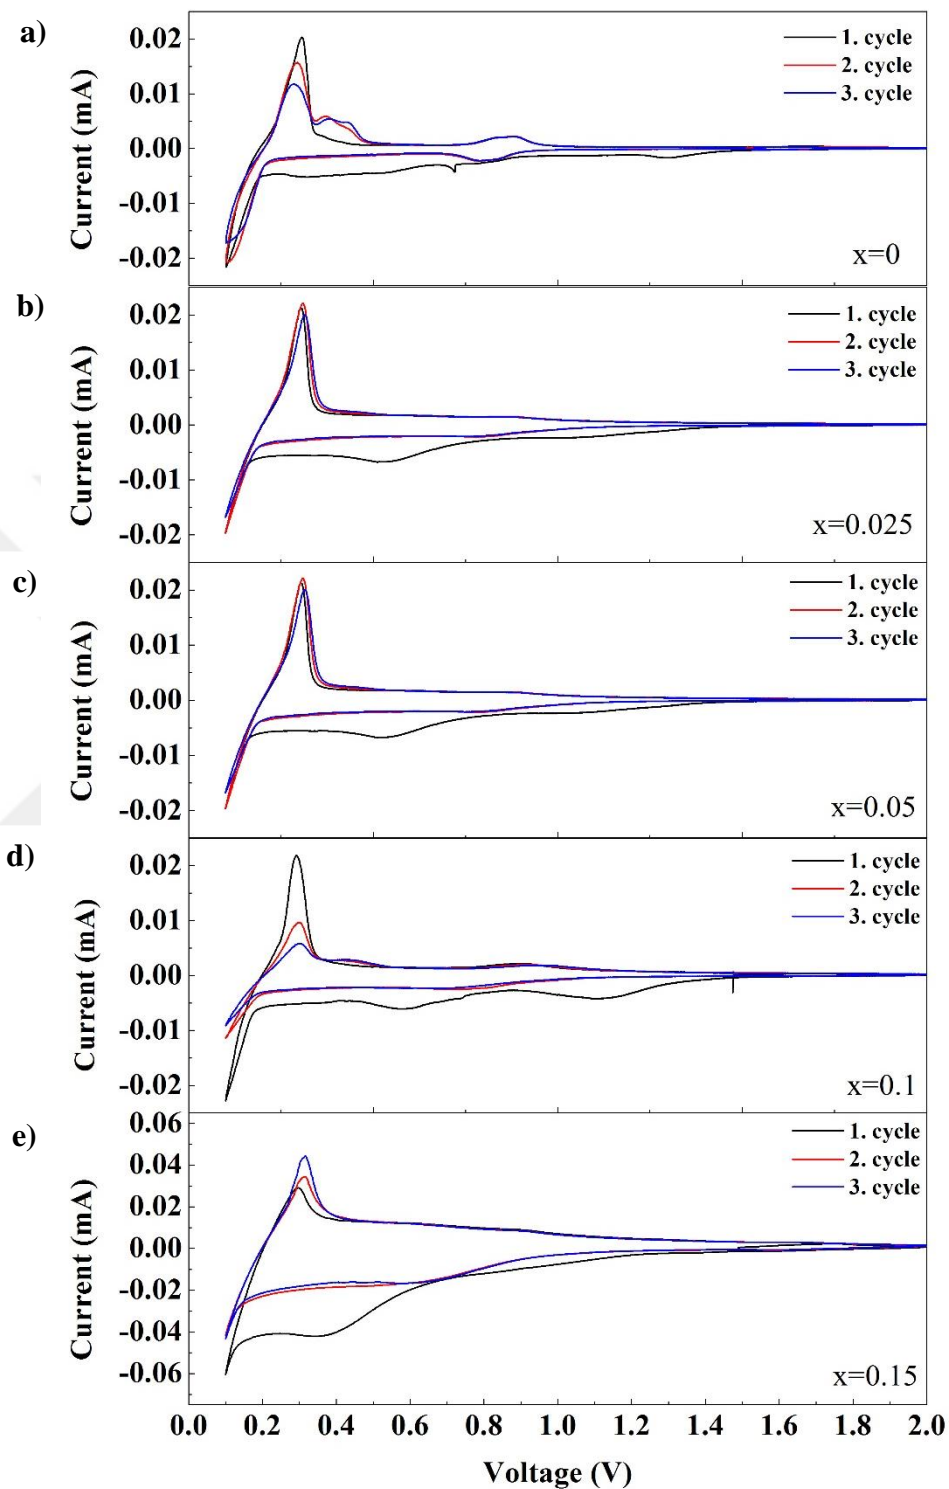 a)
Current (mA)
0.02
0.01
0.00
-0.01
-0.02
1. cycle
2. cycle
3. cycle
x=0
b)
Current (mA)
0.02
0.01
0.00
-0.01
-0.02
1. cycle
2. cycle
3. cycle
x=0.025
c)
Current (mA)
0.02
0.01
0.00
-0.01
-0.02
1. cycle
2. cycle
3. cycle
x=0.05
d)
Current (mA)
0.02
0.01
0.00
-0.01
-0.02
1. cycle
2. cycle
3. cycle
x=0.1
e)
Current (mA)
0.06
0.04
0.02
0.00
-0.02
-0.04
-0.06
1. cycle
2. cycle
3. cycle
x=0.15
0.0 0.2 0.4 0.6 0.8 1.0 1.2 1.4 1.6 1.8 2.0
Voltage (V)